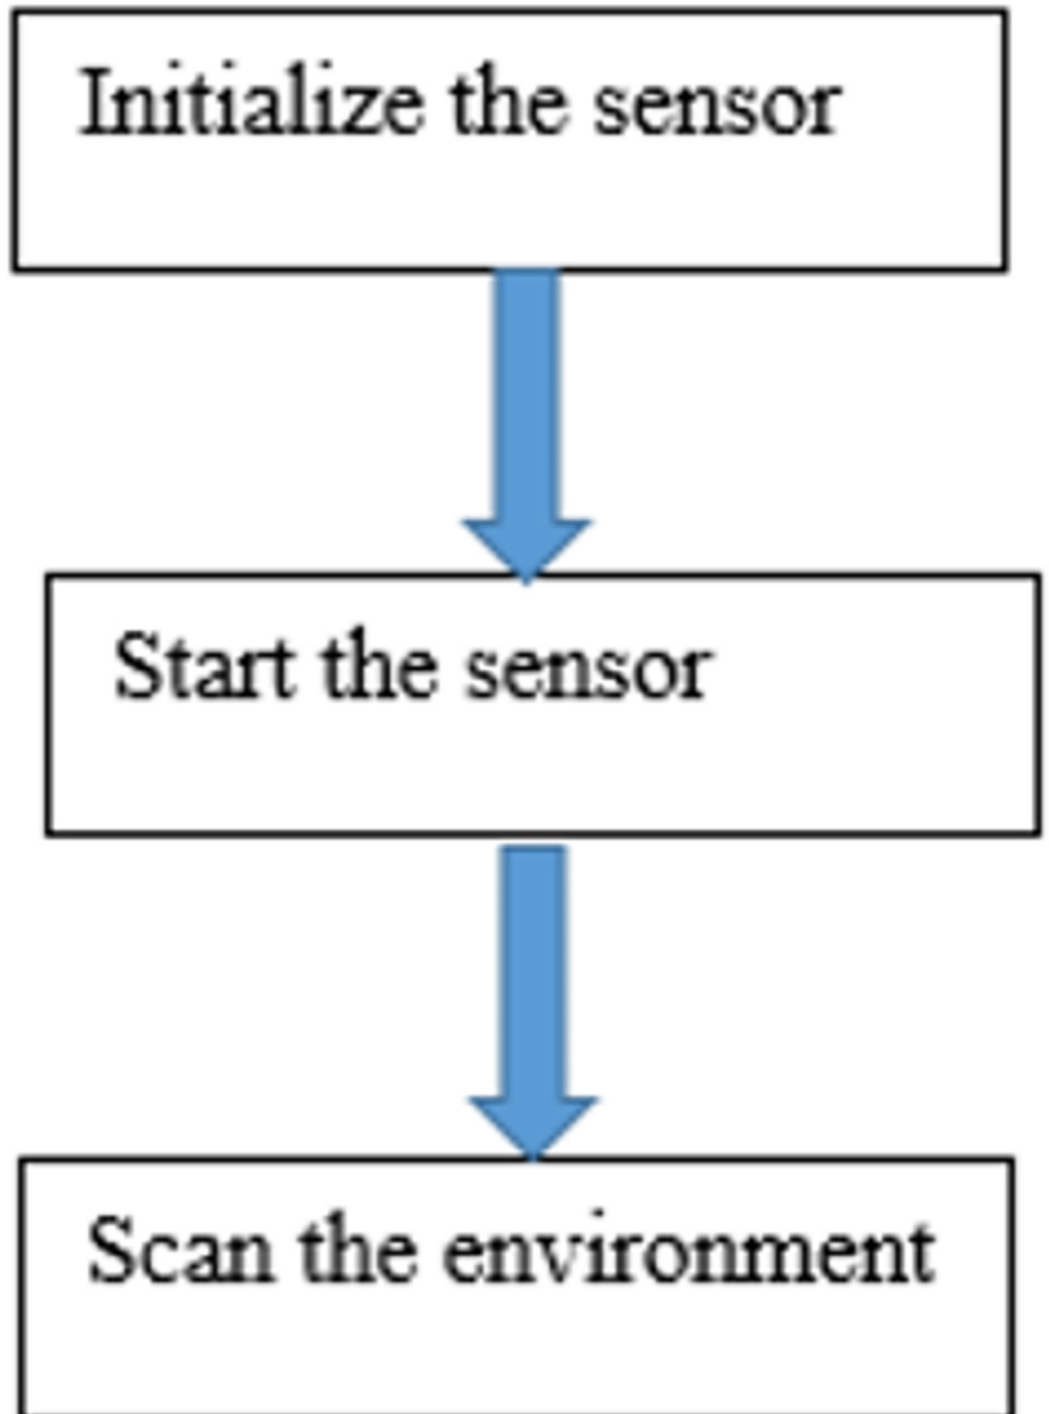 Initialize the sensor
Start the sensor
Scan the environment